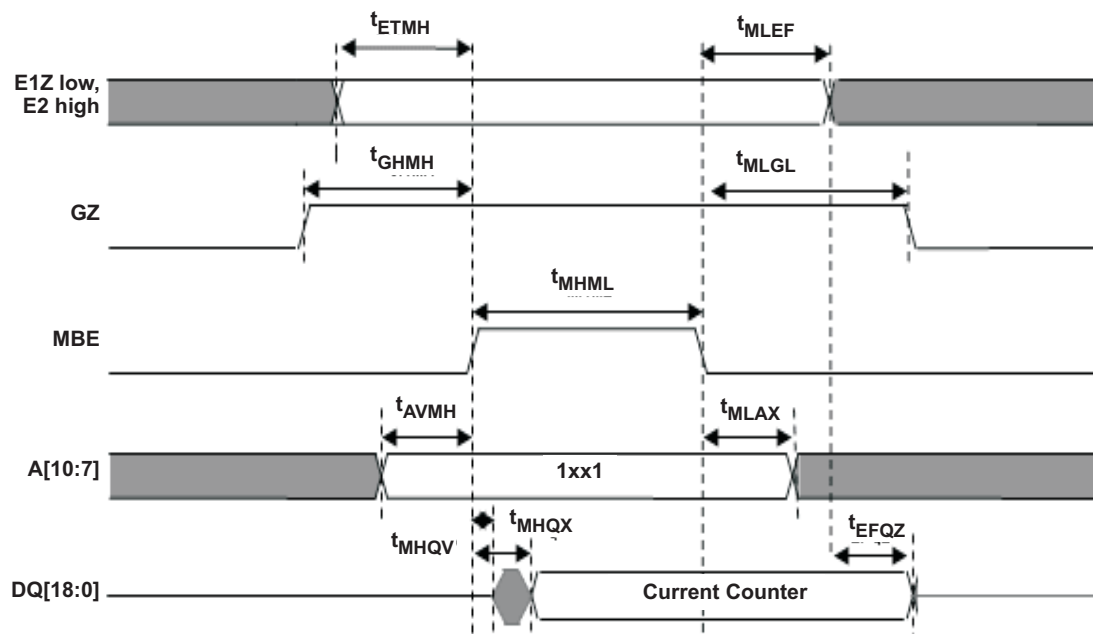 tETMH
tMLEF
E1Z low,
E2 high
tGHMH
tMLGL
GZ
tMHML
MBE
tAVMH
tMLAX
A[10:7]
1xx1
tMHQX
tMHQV
tEFQZ
DQ[18:0]
Current Counter